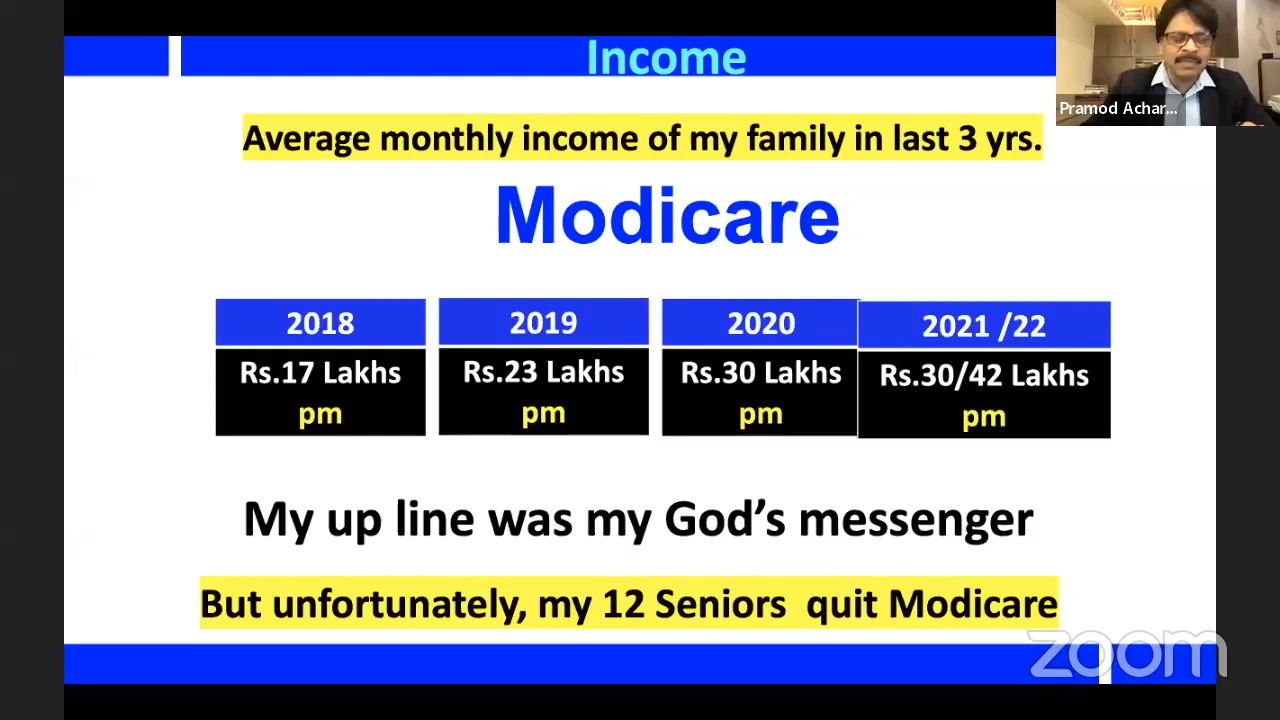 Income
Pramod Achar...
Average monthly income of my family in last 3 yrs.
Modicare
2018 2019 2020 2021 /22
Rs.17 Lakhs Rs.23 Lakhs Rs.30 Lakhs Rs.30/42 Lakhs
pm pm pm pm
My up line was my God’s messenger
But unfortunately, my 12 Seniors quit Modicare
zoom